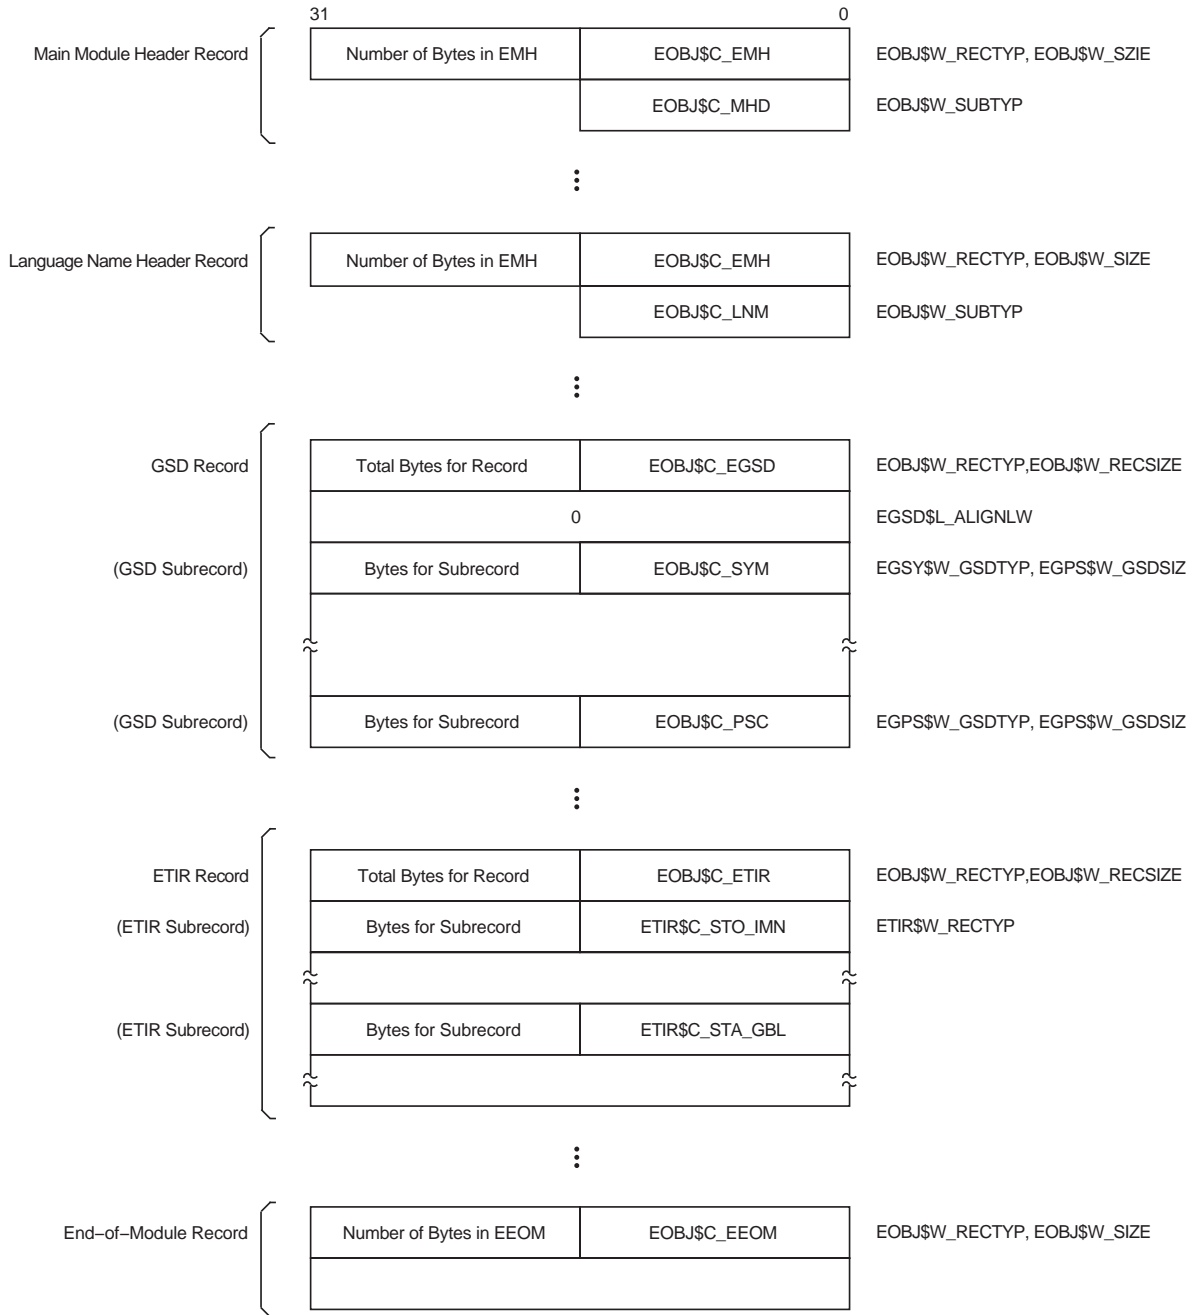 31 0
Main Module Header Record Number of Bytes in EMH EOBJ$C_EMH EOBJ$W_RECTYP, EOBJ$W_SZIE
EOBJ$C_MHD EOBJ$W_SUBTYP
Language Name Header Record Number of Bytes in EMH EOBJ$C_EMH EOBJ$W_RECTYP, EOBJ$W_SIZE
EOBJ$C_LNM EOBJ$W_SUBTYP
GSD Record Total Bytes for Record EOBJ$C_EGSD EOBJ$W_RECTYP,EOBJ$W_RECSIZE
0 EGSD$L_ALIGNLW
(GSD Subrecord) Bytes for Subrecord EOBJ$C_SYM EGSY$W_GSDTYP, EGPS$W_GSDSIZ
(GSD Subrecord) Bytes for Subrecord EOBJ$C_PSC EGPS$W_GSDTYP, EGPS$W_GSDSIZ
ETIR Record Total Bytes for Record EOBJ$C_ETIR EOBJ$W_RECTYP,EOBJ$W_RECSIZE
(ETIR Subrecord) Bytes for Subrecord ETIR$C_STO_IMN ETIR$W_RECTYP
(ETIR Subrecord) Bytes for Subrecord ETIR$C_STA_GBL
End−of−Module Record Number of Bytes in EEOM EOBJ$C_EEOM EOBJ$W_RECTYP, EOBJ$W_SIZE